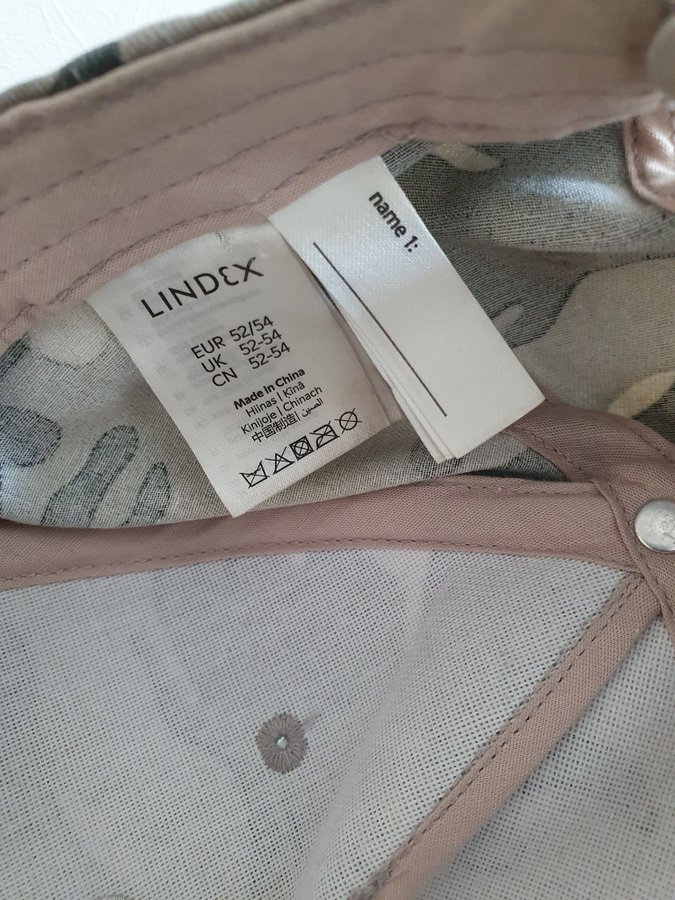 LINDEX
EUR 52/54
UK 52-54
CN 52-54
Made in China
Hiinas | Ķīnā
Kinijoje | Chinach
中国制造 | الصين
name 1: